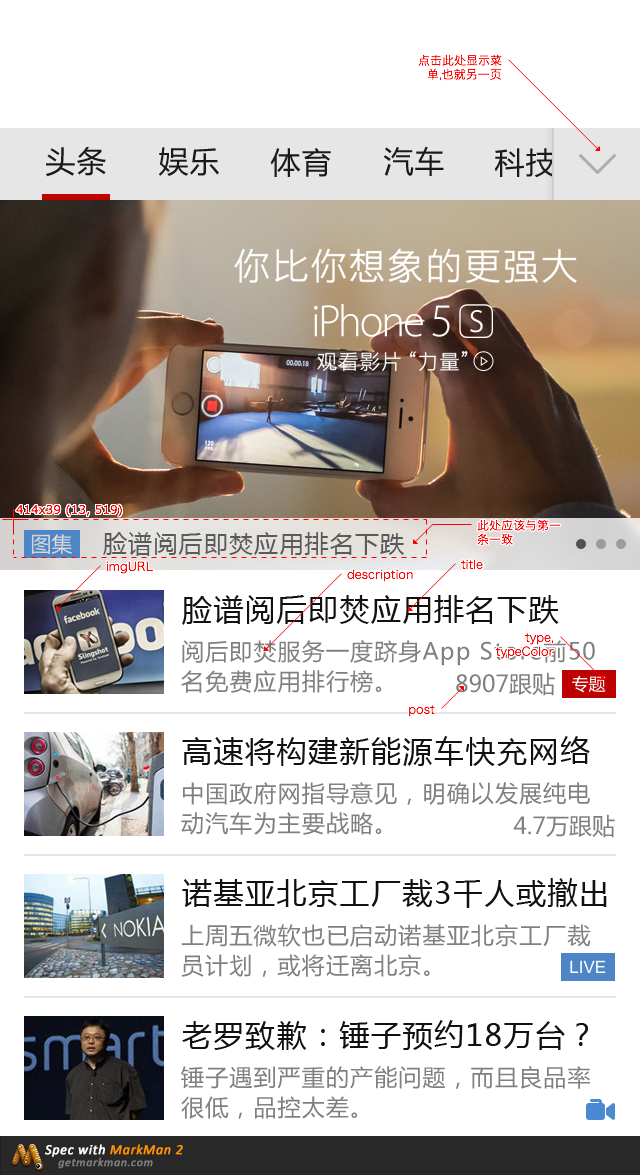 点击此处显示菜
单,也就另一页
头条 娱乐 体育 汽车 科技
你比你想象的更强大
iPhone 5 S
观看影片 “力量”
00:00:18
120
414x39 (13, 519)
图集 脸谱阅后即焚应用排名下跌
此处应该与第一
条一致
imgURL
description
title
facebook
Slingshot
脸谱阅后即焚应用排名下跌
type,
typeColor
阅后即焚服务一度跻身App Store前50
名免费应用排行榜。
8907跟贴 专题
post
高速将构建新能源车快充网络
中国政府网指导意见，明确以发展纯电
动汽车为主要战略。
4.7万跟贴
NOKIA
诺基亚北京工厂裁3千人或撤出
上周五微软也已启动诺基亚北京工厂裁
员计划，或将迁离北京。
LIVE
smart
老罗致歉：锤子预约18万台？
锤子遇到严重的产能问题，而且良品率
很低，品控太差。
Spec with MarkMan 2
getmarkman.com